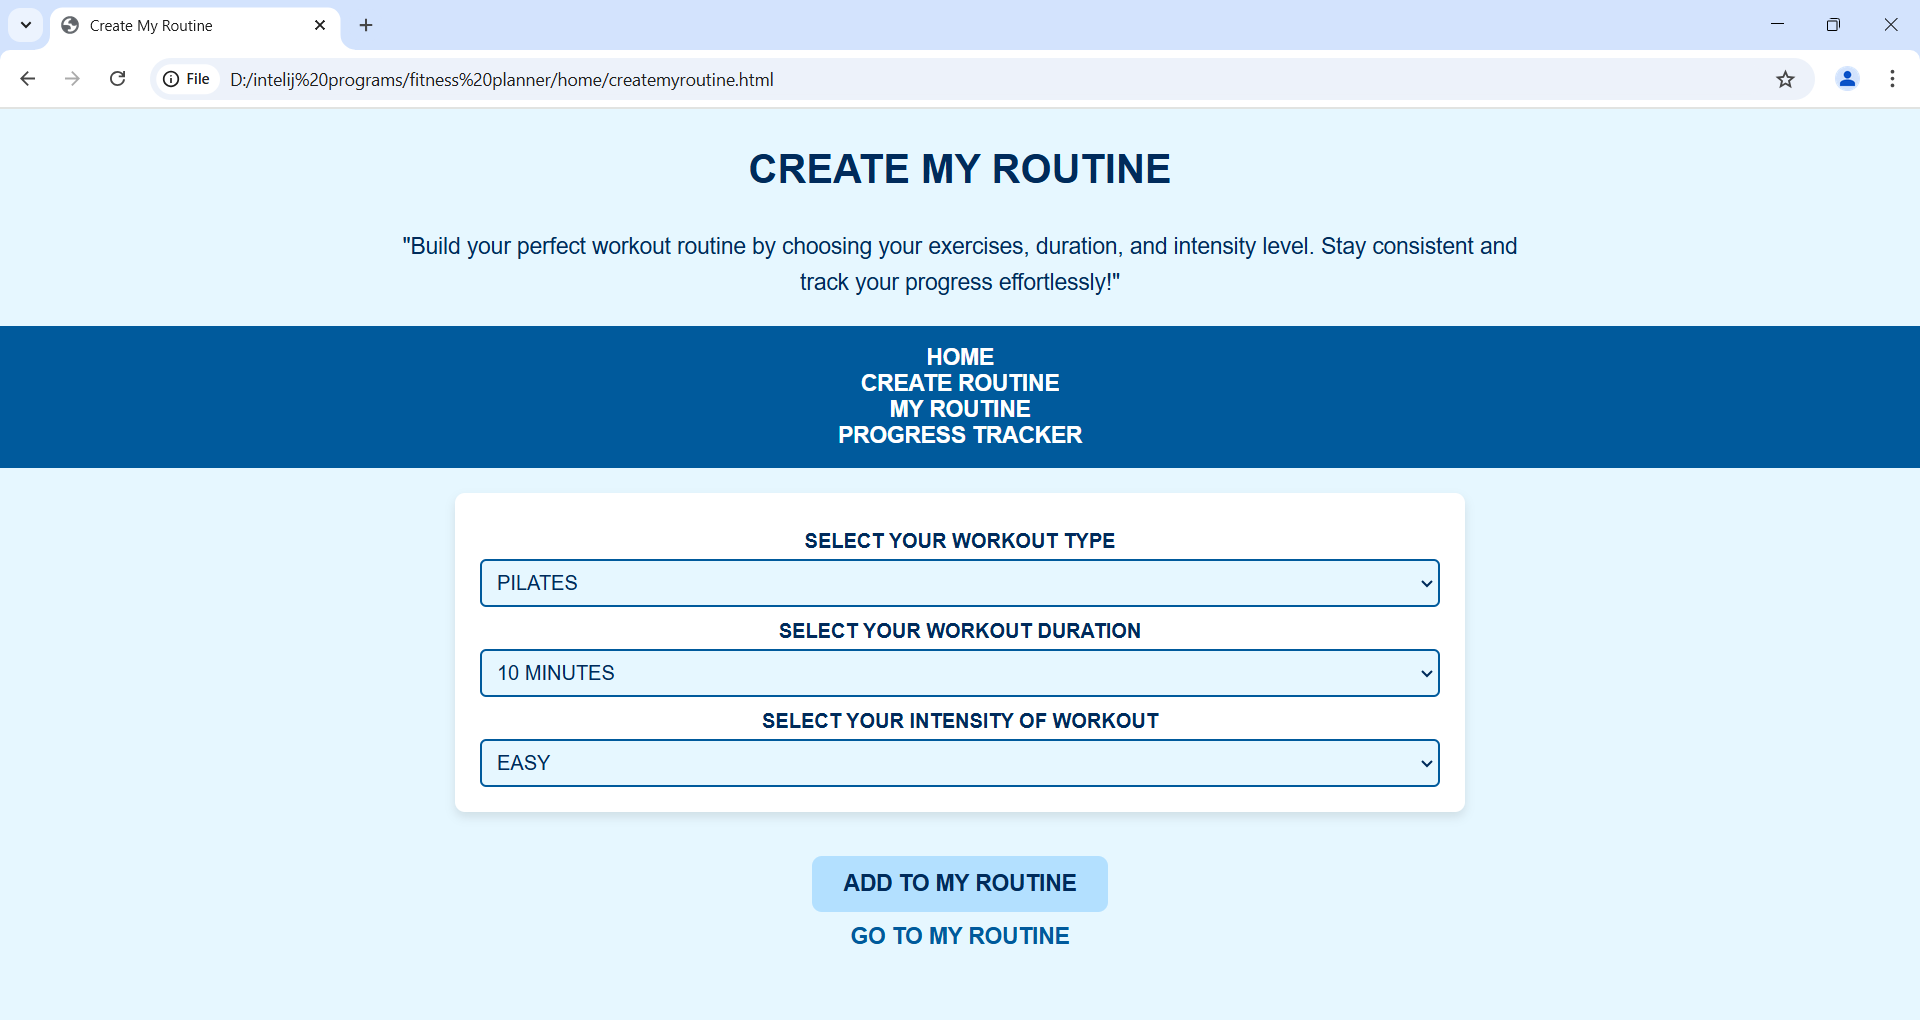 Create My Routine
File
D:/intelij%20programs/fitness%20planner/home/createmyroutine.html
CREATE MY ROUTINE
"Build your perfect workout routine by choosing your exercises, duration, and intensity level. Stay consistent and
track your progress effortlessly!"
HOME
CREATE ROUTINE
MY ROUTINE
PROGRESS TRACKER
SELECT YOUR WORKOUT TYPE
PILATES
SELECT YOUR WORKOUT DURATION
10 MINUTES
SELECT YOUR INTENSITY OF WORKOUT
EASY
ADD TO MY ROUTINE
GO TO MY ROUTINE